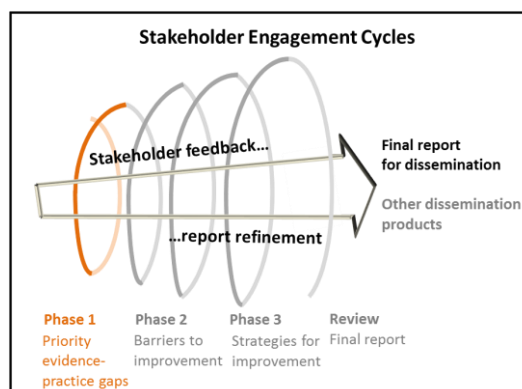 Stakeholder Engagement Cycles
Stakeholder feedback...
...report refinement
Final report
for dissemination
Other dissemination
products
Phase 1
Priority
evidence-
practice gaps
Phase 2
Barriers to
improvement
Phase 3
Strategies for
improvement
Review
Final report